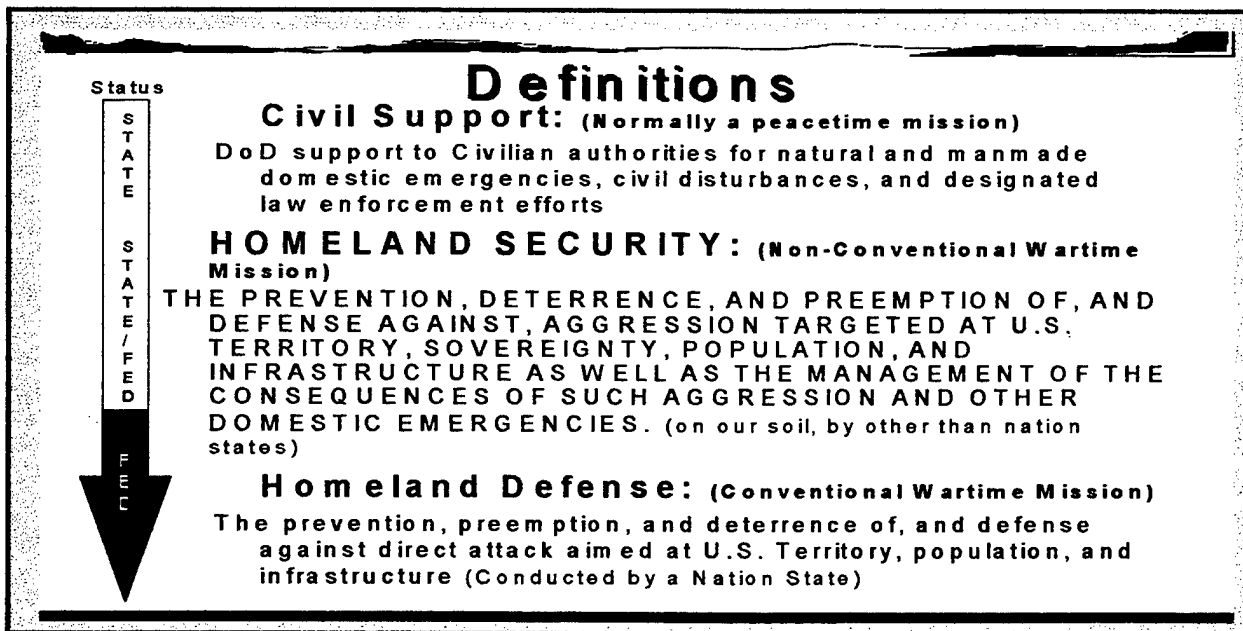 Definitions
Status
STATE
STATE/FED
FED
Civil Support: (Normally a peacetime mission)
DoD support to Civilian authorities for natural and manmade
domestic emergencies, civil disturbances, and designated
law enforcement efforts
HOMELAND SECURITY: (Non-Conventional Wartime
Mission)
THE PREVENTION, DETERRENCE, AND PREEMPTION OF, AND
DEFENSE AGAINST, AGGRESSION TARGETED AT U.S.
TERRITORY, SOVEREIGNTY, POPULATION, AND
INFRASTRUCTURE AS WELL AS THE MANAGEMENT OF THE
CONSEQUENCES OF SUCH AGGRESSION AND OTHER
DOMESTIC EMERGENCIES. (on our soil, by other than nation
states)
Homeland Defense: (Conventional Wartime Mission)
The prevention, preemption, and deterrence of, and defense
against direct attack aimed at U.S. Territory, population, and
infrastructure (Conducted by a Nation State)